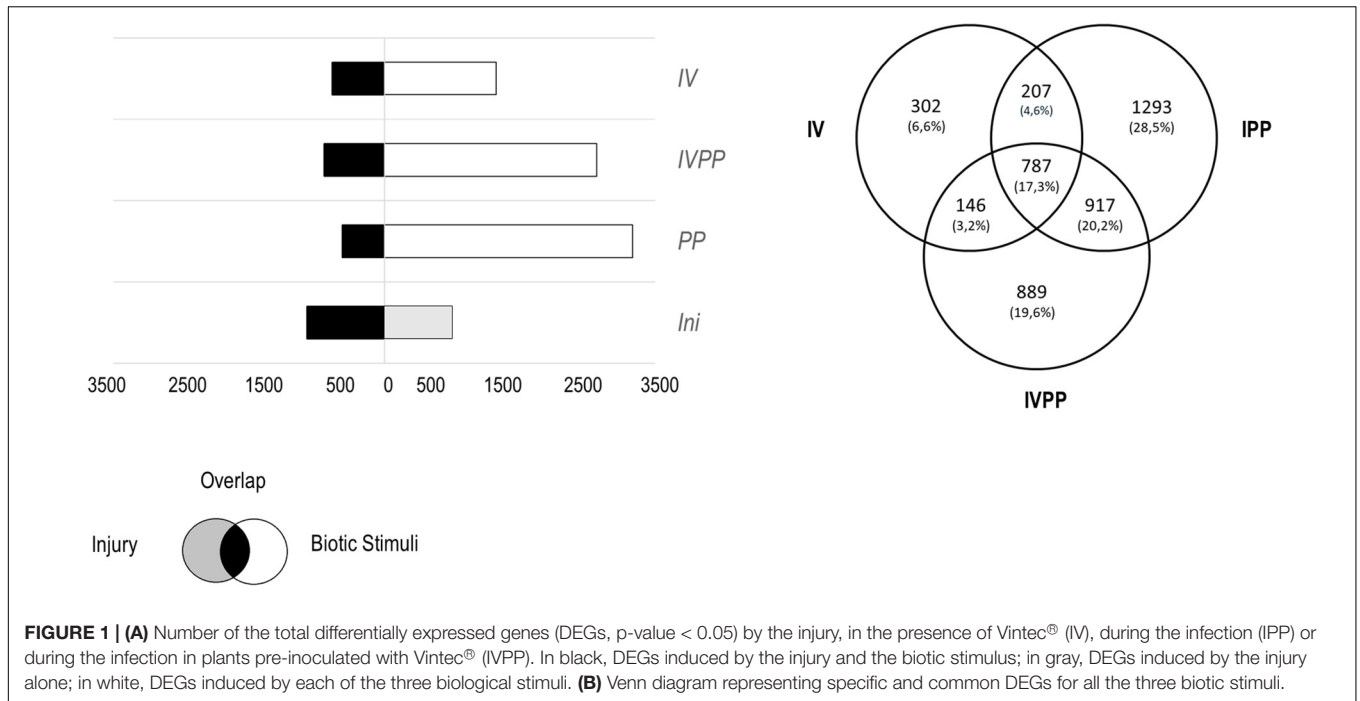 IV
IVPP
PP
Ini
3500 2500 1500 500 0 500 1500 2500 3500
Overlap
Injury
Biotic Stimuli
IV
IPP
IVPP
302
(6,6%)
207
(4,6%)
1293
(28,5%)
787
(17,3%)
146
(3,2%)
917
(20,2%)
889
(19,6%)
FIGURE 1 | (A) Number of the total differentially expressed genes (DEGs, p-value < 0.05) by the injury, in the presence of Vintec® (IV), during the infection (IPP) or
during the infection in plants pre-inoculated with Vintec® (IVPP). In black, DEGs induced by the injury and the biotic stimulus; in gray, DEGs induced by the injury
alone; in white, DEGs induced by each of the three biological stimuli. (B) Venn diagram representing specific and common DEGs for all the three biotic stimuli.